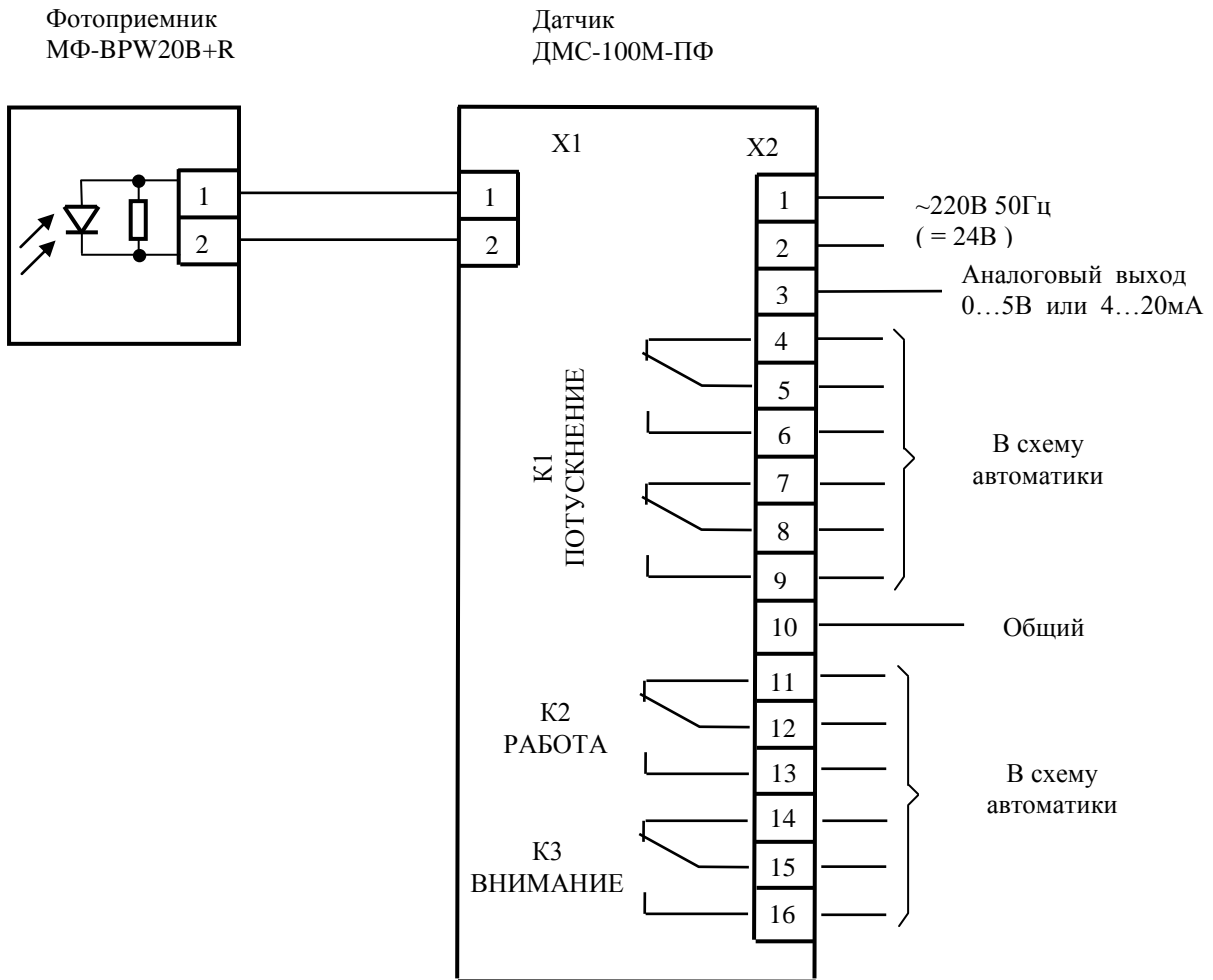 Фотоприемник
МФ-BPW20B+R
Датчик
ДМС-100М-ПФ
X1
X2
1
2
1
2
1
2
3
4
5
6
7
8
9
10
11
12
13
14
15
16
~220В 50Гц
( = 24В )
Аналоговый выход
0…5В или 4…20мА
К1
ПОТУСКНЕНИЕ
В схему
автоматики
Общий
К2
РАБОТА
К3
ВНИМАНИЕ
В схему
автоматики